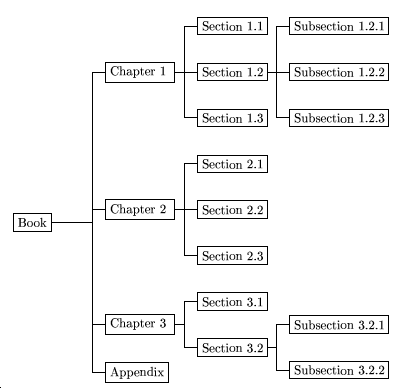 Book
Chapter 1
Section 1.1
Section 1.2
Subsection 1.2.1
Subsection 1.2.2
Subsection 1.2.3
Section 1.3
Chapter 2
Section 2.1
Section 2.2
Section 2.3
Chapter 3
Section 3.1
Section 3.2
Subsection 3.2.1
Subsection 3.2.2
Appendix